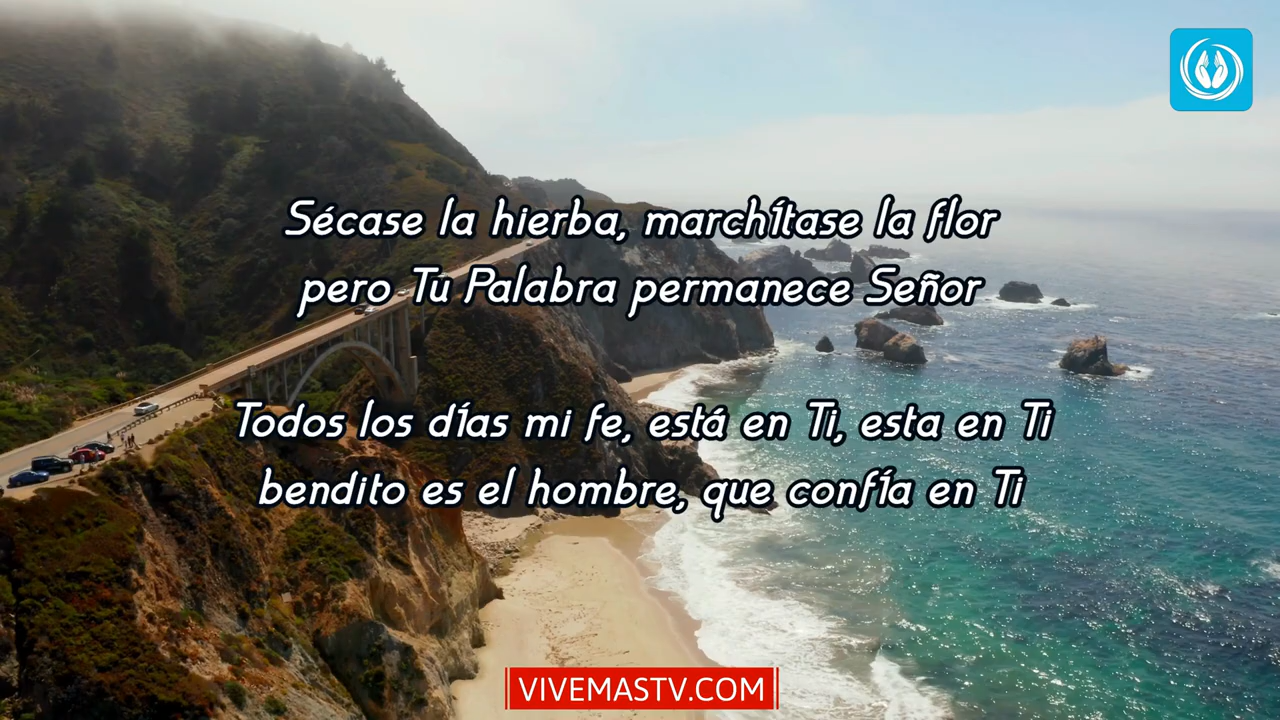 Sécase la hierba, marchítase la flor
pero Tu Palabra permanece Señor
Todos los días mi fe, está en Ti, esta en Ti
bendito es el hombre, que confía en Ti
VIVEMASTV.COM